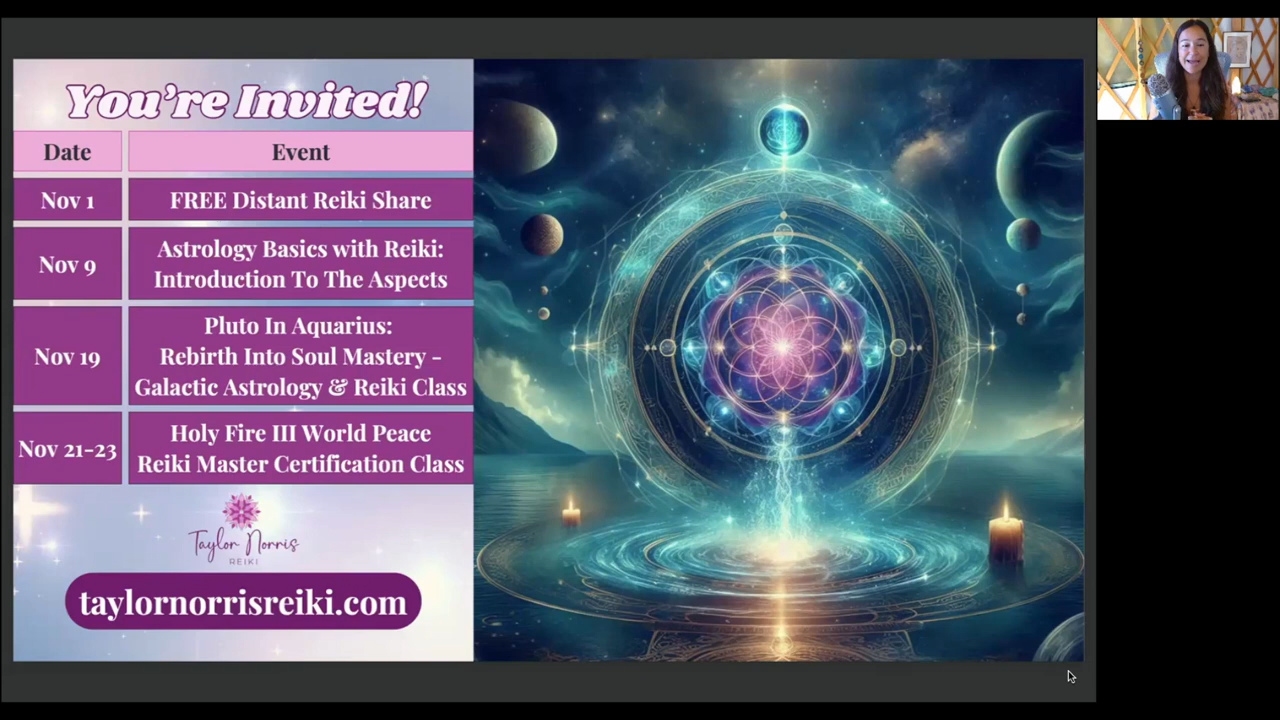 You're Invited!
Date Event
Nov 1 FREE Distant Reiki Share
Nov 9 Astrology Basics with Reiki:
Introduction To The Aspects
Nov 19 Pluto In Aquarius:
Rebirth Into Soul Mastery -
Galactic Astrology & Reiki Class
Nov 21-23 Holy Fire III World Peace
Reiki Master Certification Class
Taylor Norris
REIKI
taylornorrisreiki.com